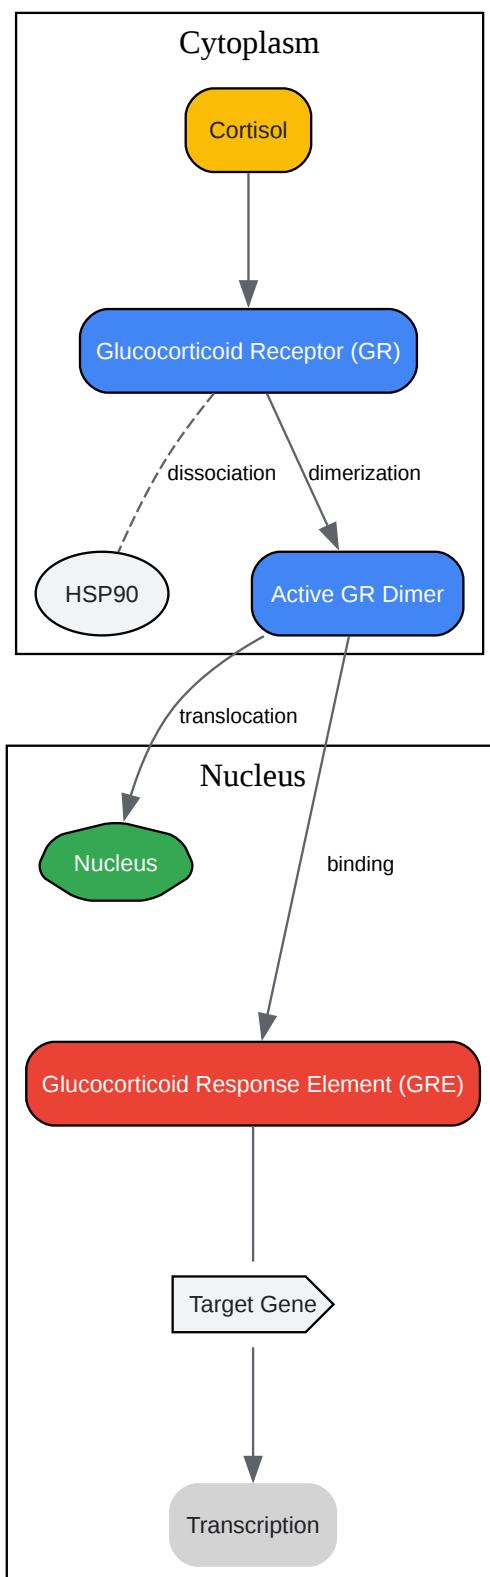 Cytoplasm
Cortisol
Glucocorticoid Receptor (GR)
dissociation
dimerization
HSP90
Active GR Dimer
translocation
Nucleus
Nucleus
binding
Glucocorticoid Response Element (GRE)
Target Gene
Transcription